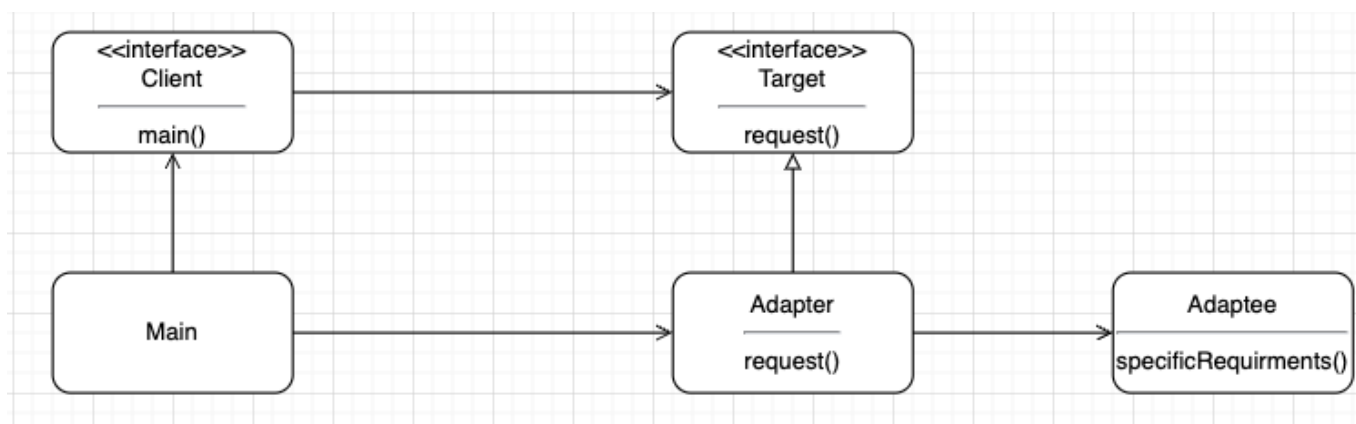 <<interface>>
Client
main()
<<interface>>
Target
request()
Main
Adapter
request()
Adaptee
specificRequirments()